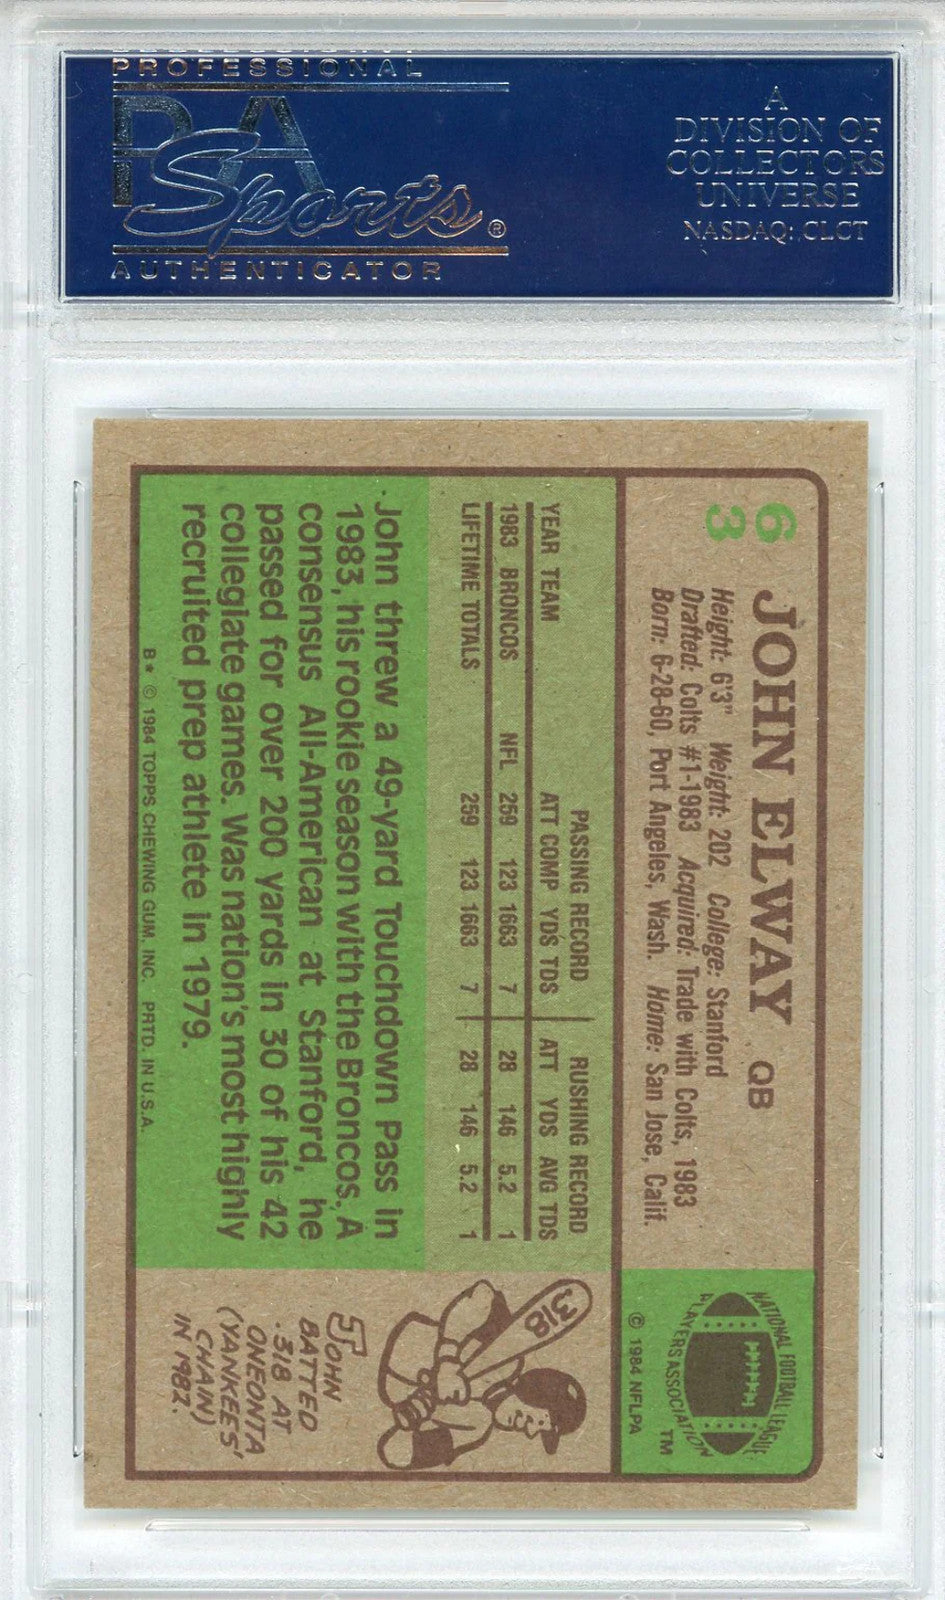 PROFESSIONAL
PSA
Sports®
AUTHENTICATOR
A
DIVISION OF
COLLECTORS
UNIVERSE
NASDAQ: CLCT
63
JOHN ELWAY QB
Height: 6'3" Weight: 202 College: Stanford
Drafted: Colts #1-1983 Acquired: Trade with Colts, 1983
Born: 6-28-60, Port Angeles, Wash. Home: San Jose, Calif.
NATIONAL FOOTBALL LEAGUE
PLAYERS ASSOCIATION
TM
© 1984 NFLPA
PASSING RECORD RUSHING RECORD
YEAR TEAM ATT COMP YDS TDS ATT YDS AVG TDS
1983 BRONCOS NFL 259 123 1663 7 28 146 5.2 1
LIFETIME TOTALS 259 123 1663 7 28 146 5.2 1
John threw a 49-yard Touchdown Pass in
1983, his rookie season with the Broncos. A
consensus All-American at Stanford, he
passed for over 200 yards in 30 of his 42
collegiate games. Was nation's most highly
recruited prep athlete in 1979.
318
JOHN
BATTED
.318 AT
ONEONTA
(YANKEES'
CHAIN)
IN 1982.
B* © 1984 TOPPS CHEWING GUM, INC. PRTD. IN U.S.A.